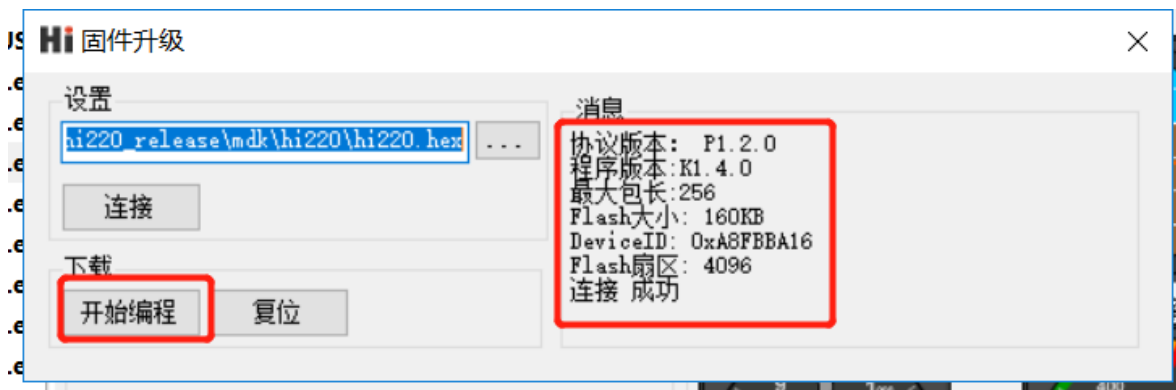 Hi 固件升级
设置
hi220_release\mdk\hi220\hi220.hex
...
连接
下载
开始编程
复位
消息
协议版本: P1.2.0
程序版本:K1.4.0
最大包长:256
Flash大小: 160KB
DeviceID: 0xA8FBBA16
Flash扇区: 4096
连接 成功